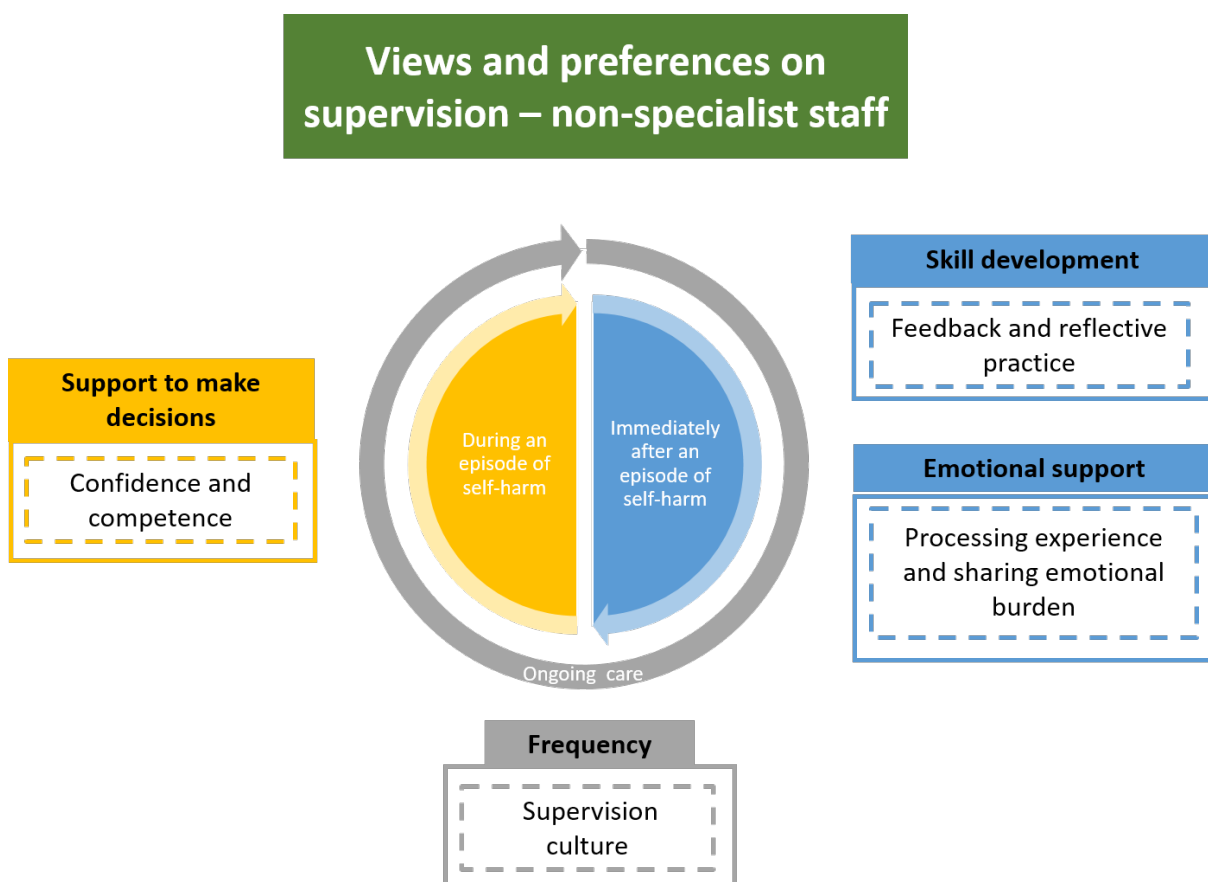 Views and preferences on
supervision – non-specialist staff
Support to make
decisions
Confidence and
competence
During an
episode of
self-harm
Immediately
after an
episode of
self-harm
Ongoing care
Skill development
Feedback and reflective
practice
Emotional support
Processing experience
and sharing emotional
burden
Frequency
Supervision
culture